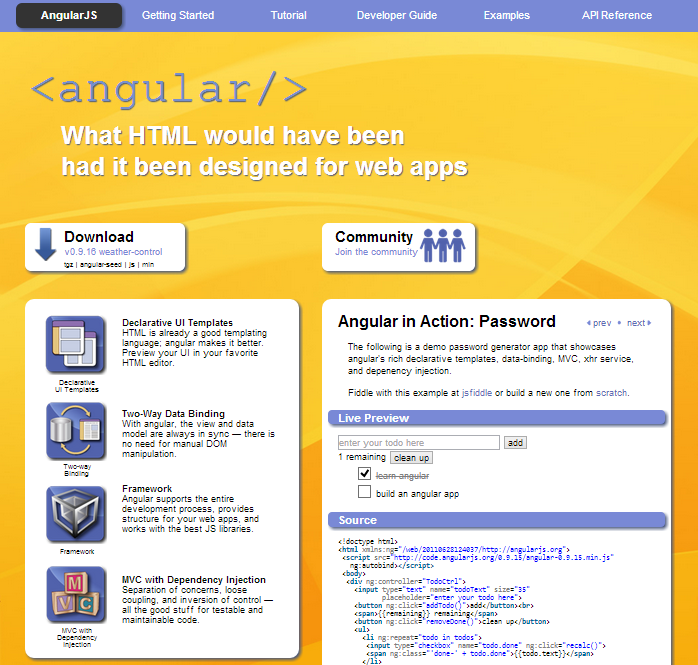 AngularJS Getting Started Tutorial Developer Guide Examples API Reference
<angular/>
What HTML would have been
had it been designed for web apps
Download
v0.9.16 weather-control
tgz | angular-seed | js | min
Community
Join the community
Declarative
UI Templates
Declarative UI Templates
HTML is already a good templating
language; angular makes it better.
Preview your UI in your favorite
HTML editor.
Two-way
Binding
Two-Way Data Binding
With angular, the view and data
model are always in sync — there is
no need for manual DOM
manipulation.
Framework
Framework
Angular supports the entire
development process, provides
structure for your web apps, and
works with the best JS libraries.
MVC
MVC with
Dependency
Injection
MVC with Dependency Injection
Separation of concerns, loose
coupling, and inversion of control —
all the good stuff for testable and
maintainable code.
Angular in Action: Password
prev • next
The following is a demo password generator app that showcases
angular's rich declarative templates, data-binding, MVC, xhr service,
and depenency injection.
Fiddle with this example at jsfiddle or build a new one from scratch.
Live Preview
enter your todo here add
1 remaining clean up
learn angular
build an angular app
Source
<!doctype html>
<html xmlns:ng="/web/20110628124037/http://angularjs.org">
<script src="http://code.angularjs.org/0.9.15/angular-0.9.15.min.js"
ng:autobind></script>
<body>
<div ng:controller="TodoCtrl">
<input type="text" name="todoText" size="35"
placeholder="enter your todo here">
<button ng:click="addTodo()">add</button><br>
<span>{{remaining}} remaining</span>
<button ng:click="removeDone()">clean up</button>
<ul>
<li ng:repeat="todo in todos">
<input type="checkbox" name="todo.done" ng:click="recalc()">
<span ng:class="'done-' + todo.done">{{todo.text}}</span>
</li>